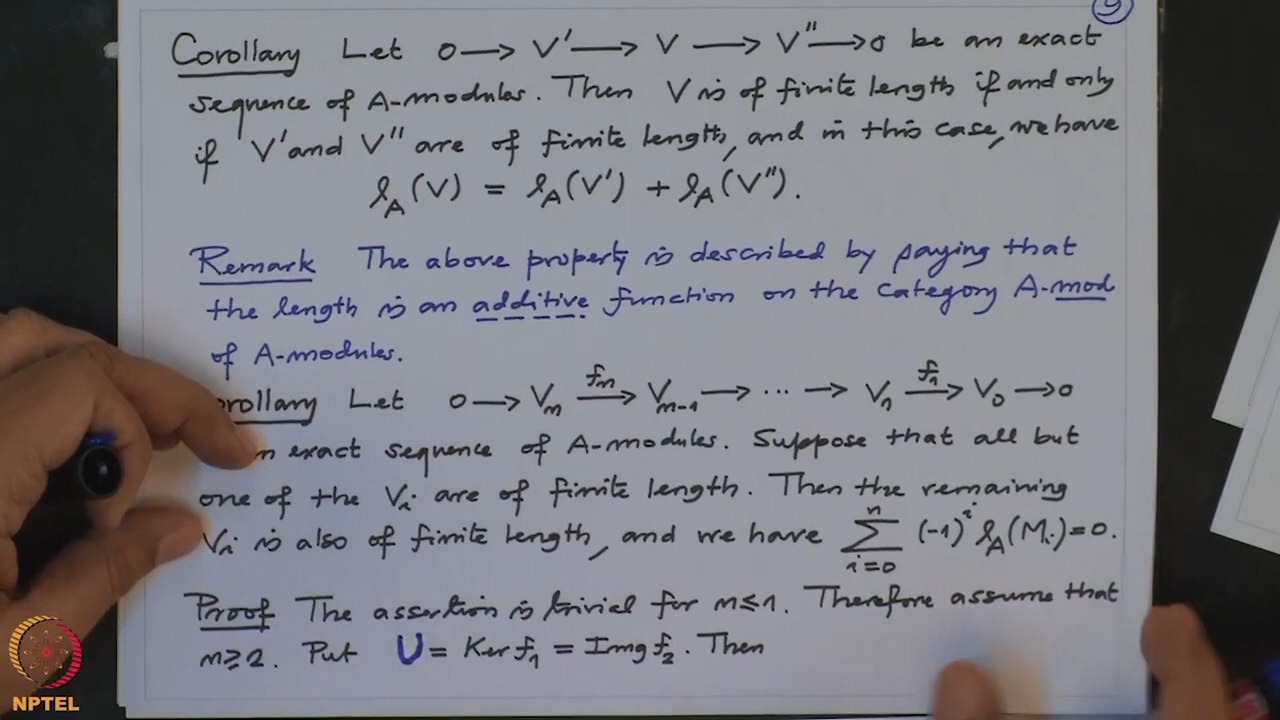 9
Corollary Let 0 → V' → V → V'' → 0 be an exact
sequence of A-modules. Then V is of finite length if and only
if V' and V'' are of finite length, and in this case, we have
ℓ_A(V) = ℓ_A(V') + ℓ_A(V'').
Remark The above property is described by paying that
the length is an additive function on the category A-mod
of A-modules.
orollary Let 0 → V_n —f_n→ V_{n-1} → ... → V_1 —f_1→ V_0 → 0
n exact sequence of A-modules. Suppose that all but
one of the V_i are of finite length. Then the remaining
V_i is also of finite length, and we have ∑_{i=0}^{n} (-1)^i ℓ_A(M_i) = 0.
Proof The assertion is trivial for n ≤ 1. Therefore assume that
n ≥ 2. Put U = Ker f_1 = Img f_2. Then
NPTEL